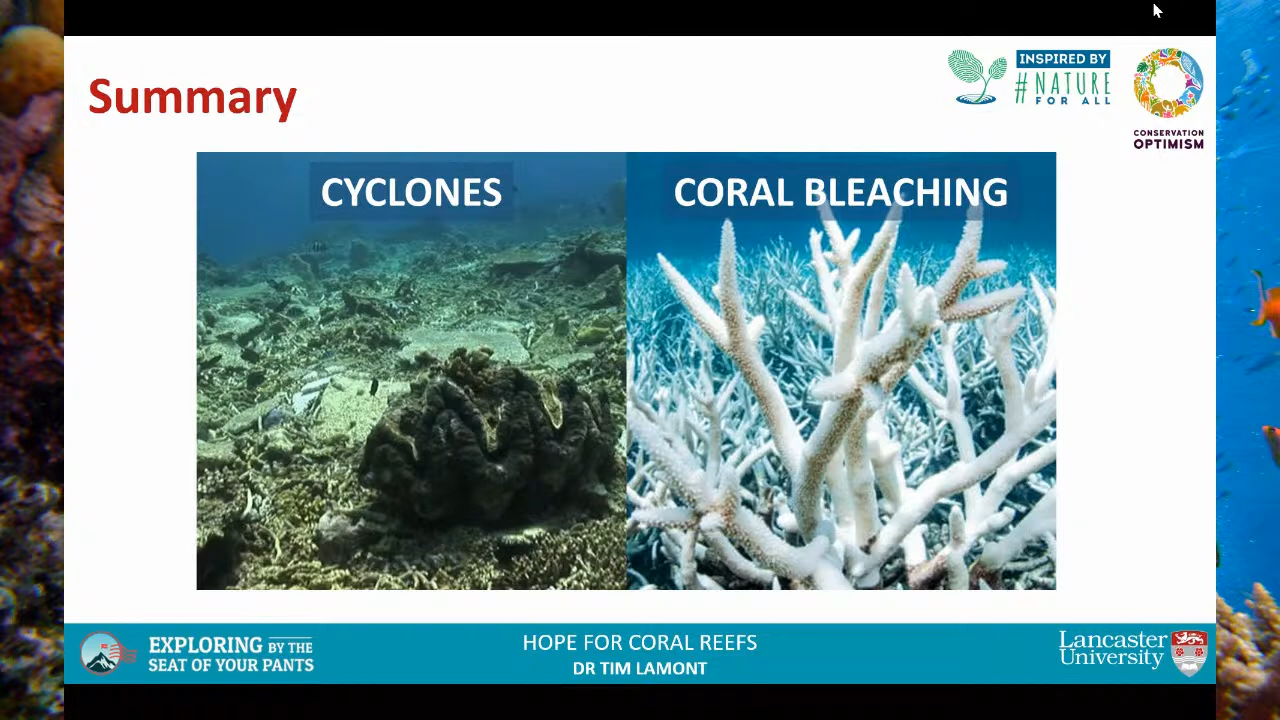 Summary
INSPIRED BY
#NATURE
FOR ALL
CONSERVATION
OPTIMISM
CYCLONES
CORAL BLEACHING
EXPLORING BY THE
SEAT OF YOUR PANTS
HOPE FOR CORAL REEFS
DR TIM LAMONT
Lancaster
University